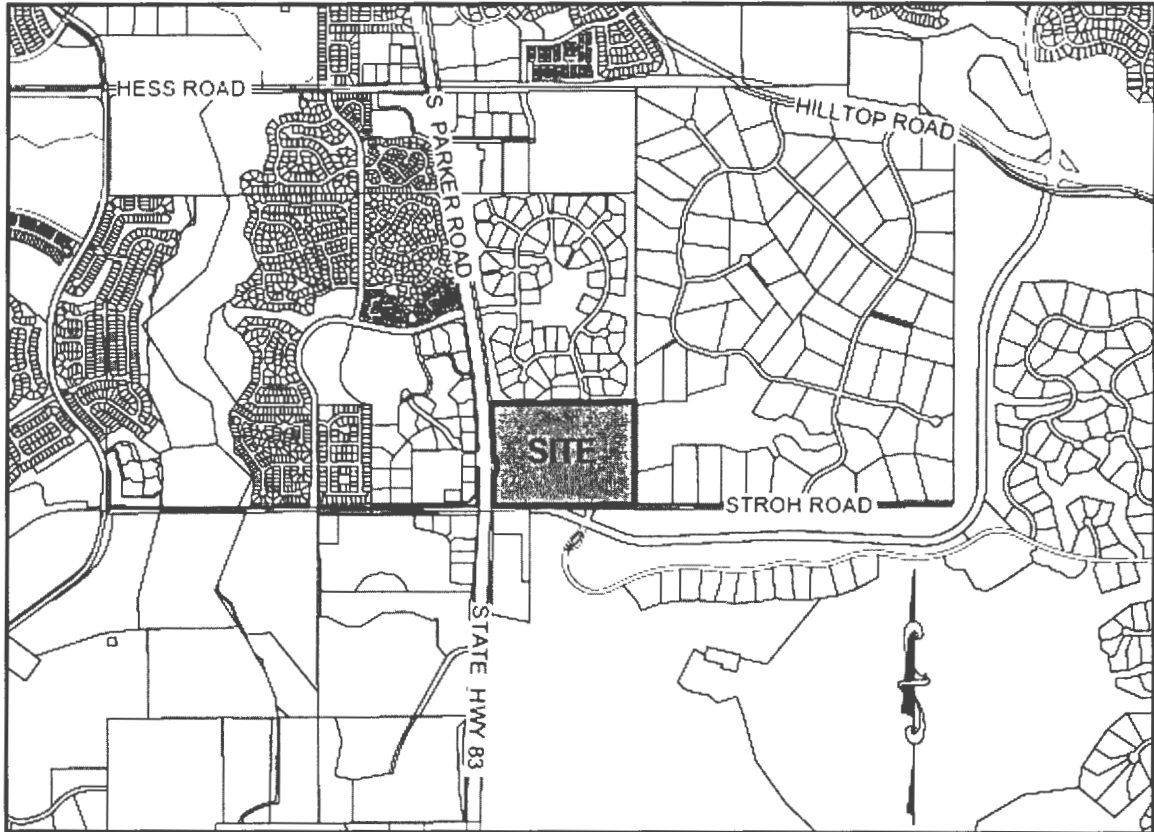 HESS ROAD
HILLTOP ROAD
S PARKER ROAD
SITE
STROH ROAD
STATE HWY 83